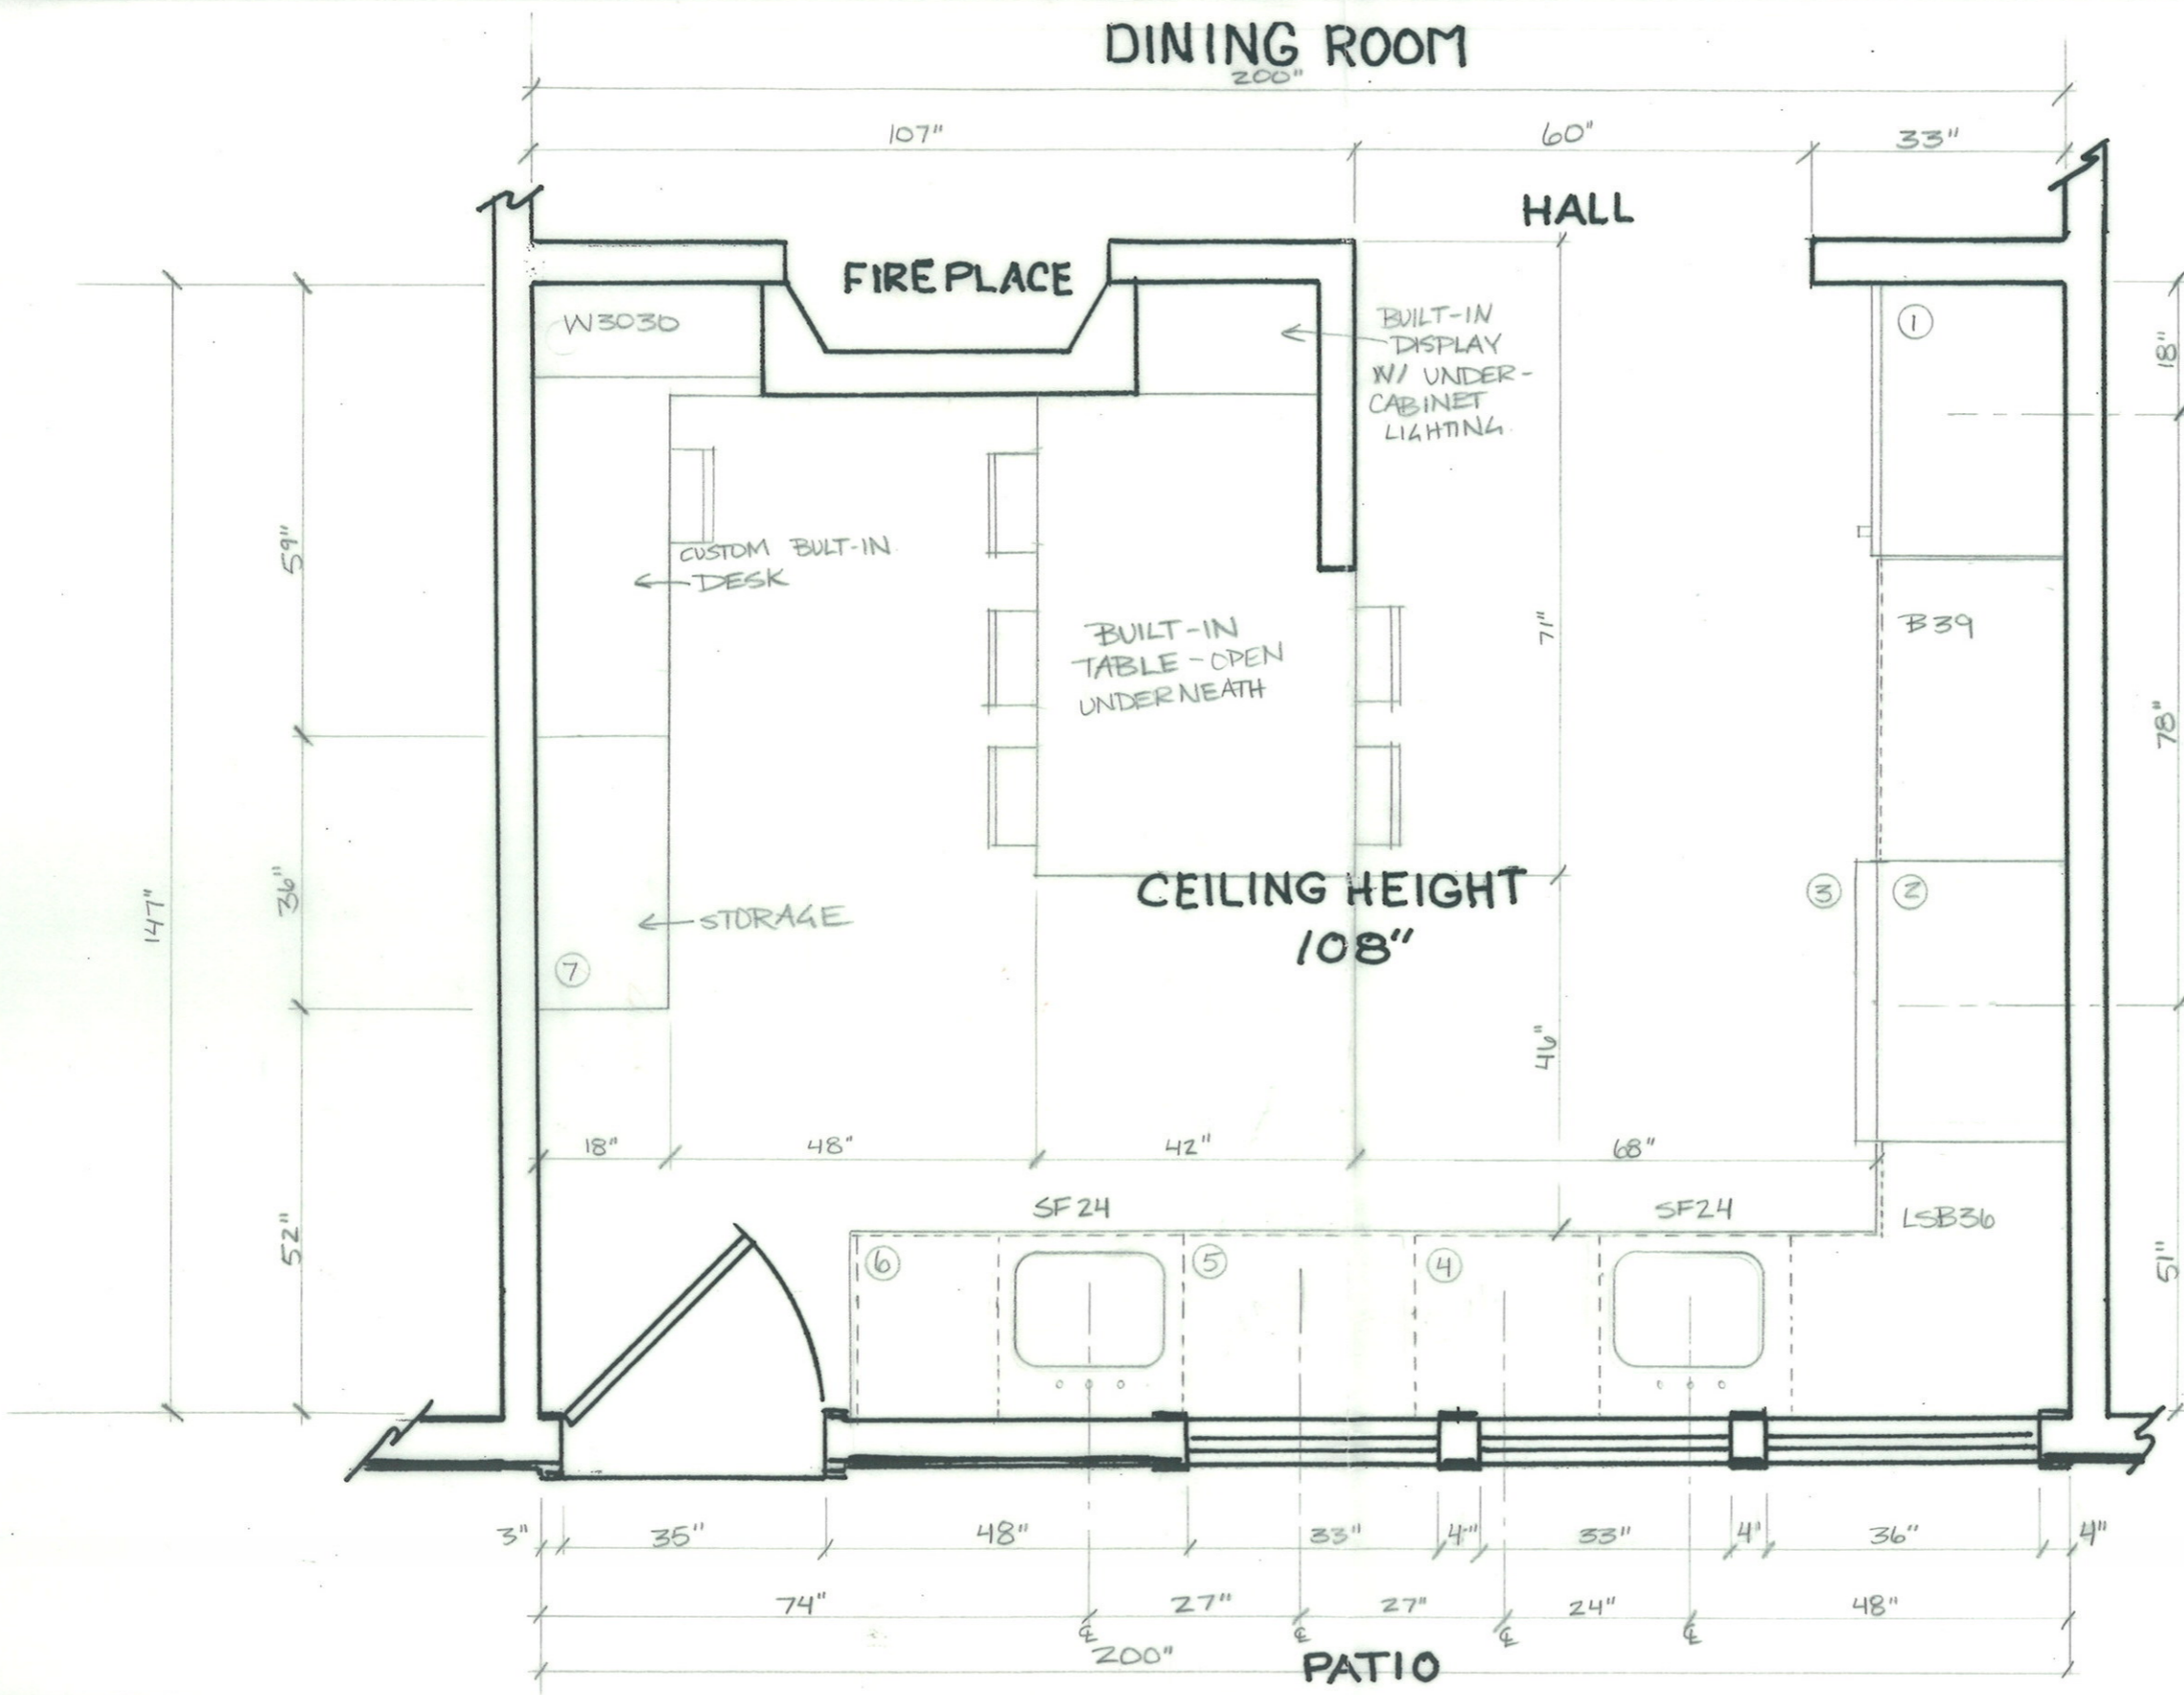 DINING ROOM
200"
107"
60"
33"
HALL
FIREPLACE
W3030
BUILT-IN
DISPLAY
W/ UNDER-
CABINET
LIGHTING
1
18"
59"
CUSTOM BULT-IN
DESK
BUILT-IN
TABLE-OPEN
UNDERNEATH
71"
B39
78"
147"
36"
STORAGE
7
CEILING HEIGHT
108"
3
2
46"
18"
48"
42"
68"
52"
SF24
SF24
LSB36
6
5
4
51"
3"
35"
48"
33"
4"
33"
4"
36"
4"
74"
27"
27"
24"
48"
℄
℄
℄
℄
200"
PATIO